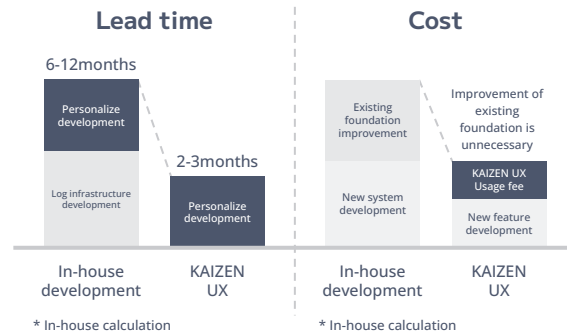 Lead time
6-12months
Personalize
development
Log infrastructure
development
2-3months
Personalize
development
In-house
development
KAIZEN
UX
* In-house calculation
Cost
Existing
foundation
improvement
New system
development
Improvement of
existing
foundation is
unnecessary
KAIZEN UX
Usage fee
New feature
development
In-house
development
KAIZEN
UX
* In-house calculation